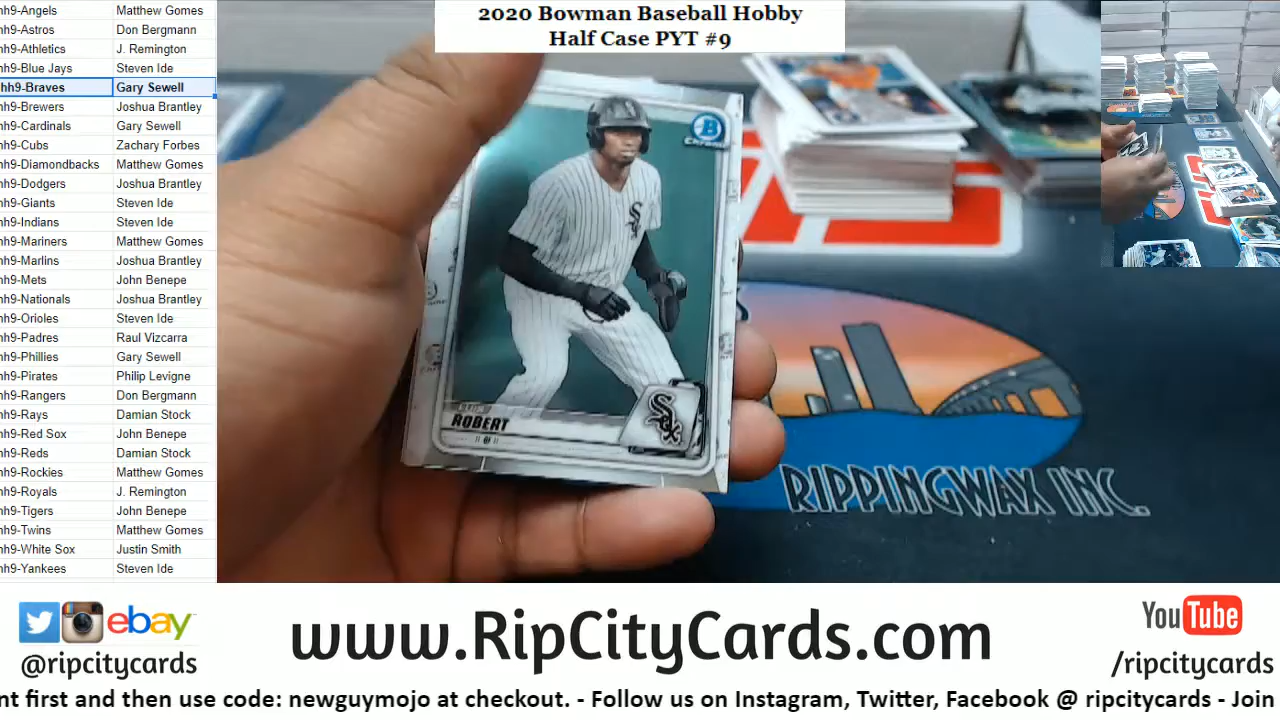 2020 Bowman Baseball Hobby
Half Case PYT #9
hh9-Angels Matthew Gomes
hh9-Astros Don Bergmann
hh9-Athletics J. Remington
hh9-Blue Jays Steven Ide
hh9-Braves Gary Sewell
hh9-Brewers Joshua Brantley
hh9-Cardinals Gary Sewell
hh9-Cubs Zachary Forbes
hh9-Diamondbacks Matthew Gomes
hh9-Dodgers Joshua Brantley
hh9-Giants Steven Ide
hh9-Indians Steven Ide
hh9-Mariners Matthew Gomes
hh9-Marlins Joshua Brantley
hh9-Mets John Benepe
hh9-Nationals Joshua Brantley
hh9-Orioles Steven Ide
hh9-Padres Raul Vizcarra
hh9-Phillies Gary Sewell
hh9-Pirates Philip Levigne
hh9-Rangers Don Bergmann
hh9-Rays Damian Stock
hh9-Red Sox John Benepe
hh9-Reds Damian Stock
hh9-Rockies Matthew Gomes
hh9-Royals J. Remington
hh9-Tigers John Benepe
hh9-Twins Matthew Gomes
hh9-White Sox Justin Smith
hh9-Yankees Steven Ide
B
Chrome
Sox
ROBERT
OF
Sox
RIPPINGWAX INC.
ebay
@ripcitycards
www.RipCityCards.com
YouTube
/ripcitycards
nt first and then use code: newguymojo at checkout. - Follow us on Instagram, Twitter, Facebook @ ripcitycards - Join